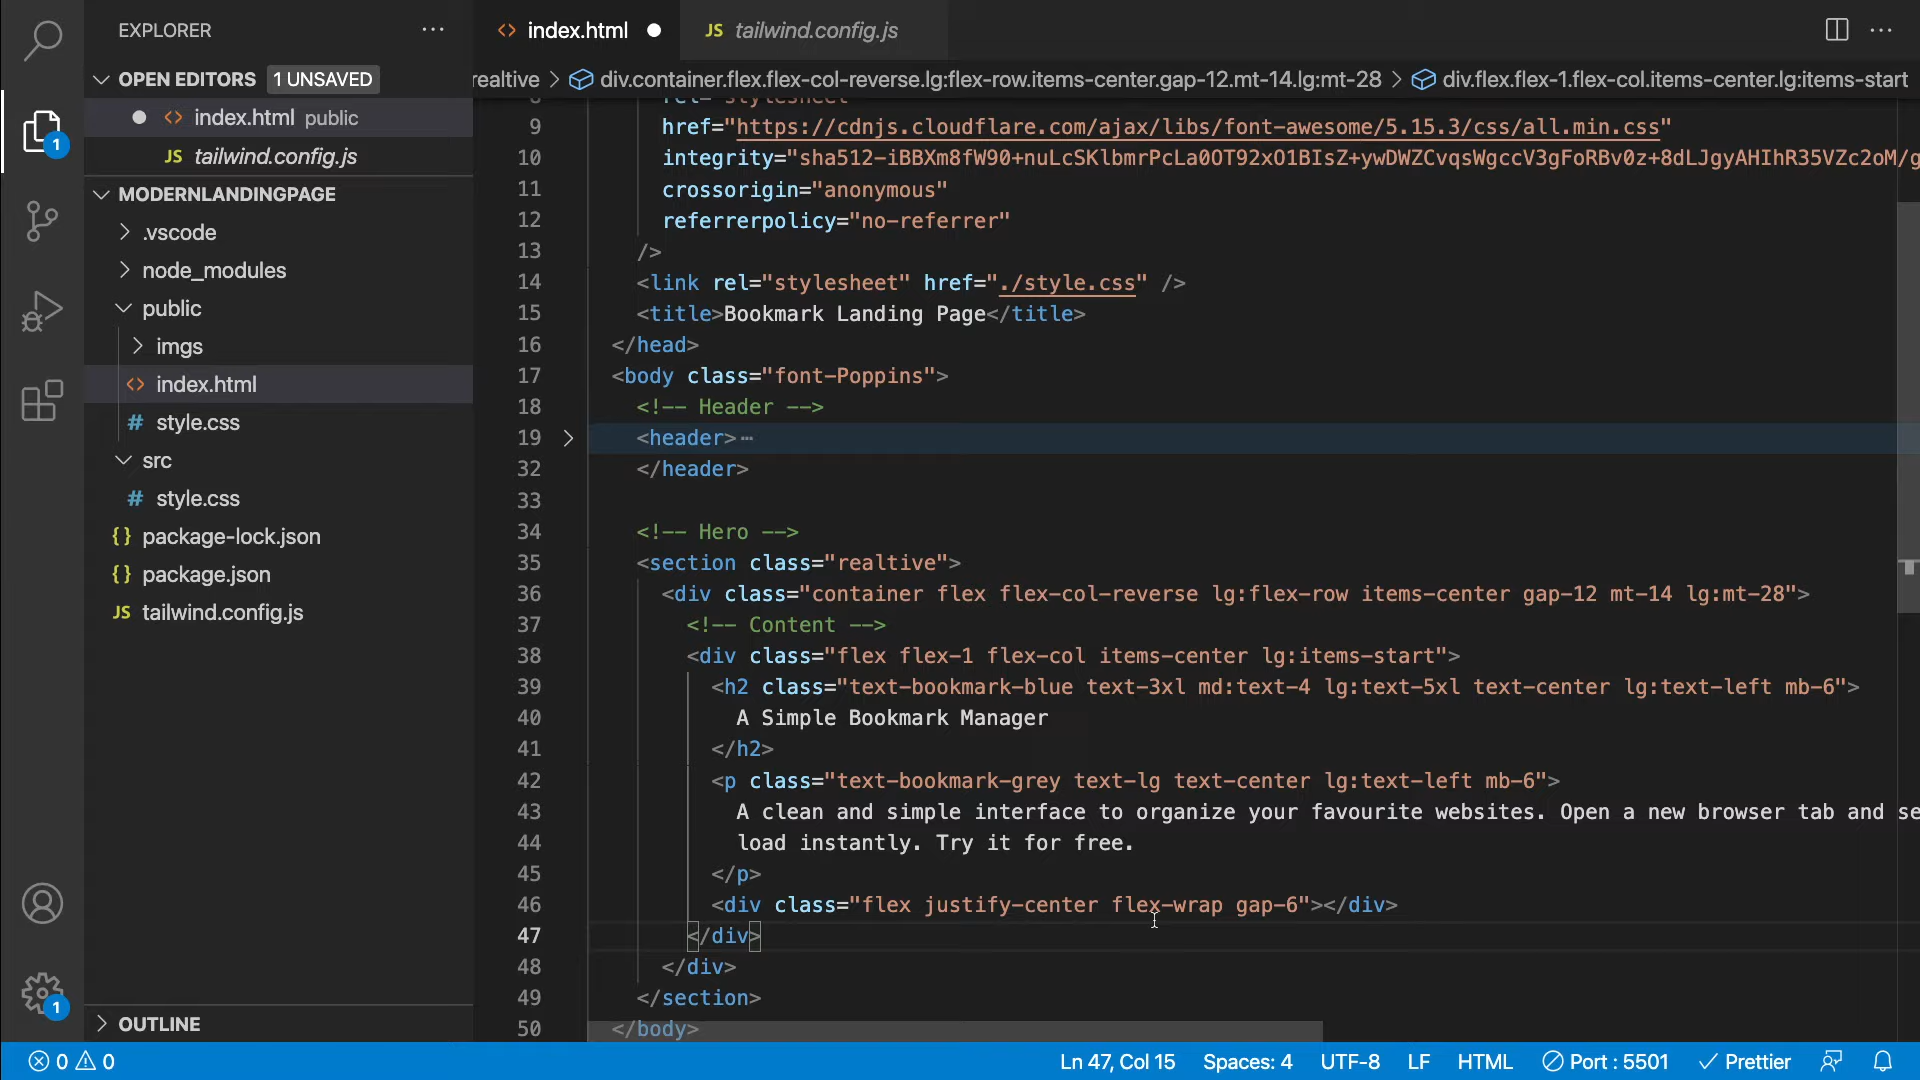 EXPLORER
OPEN EDITORS 1 UNSAVED
index.html public
JS tailwind.config.js
MODERNLANDINGPAGE
.vscode
node_modules
public
imgs
<> index.html
# style.css
src
# style.css
{} package-lock.json
{} package.json
JS tailwind.config.js
OUTLINE
1
1
<> index.html
JS tailwind.config.js
realtive > div.container.flex.flex-col-reverse.lg:flex-row.items-center.gap-12.mt-14.lg:mt-28 > div.flex.flex-1.flex-col.items-center.lg:items-start
rel="stylesheet"
9 href="https://cdnjs.cloudflare.com/ajax/libs/font-awesome/5.15.3/css/all.min.css"
10 integrity="sha512-iBBXm8fW90+nuLcSKlbmrPcLa0OT92xO1BIsZ+ywDWZCvqsWgccV3gFoRBv0z+8dLJgyAHIhR35VZc2oM/g
11 crossorigin="anonymous"
12 referrerpolicy="no-referrer"
13 />
14 <link rel="stylesheet" href="./style.css" />
15 <title>Bookmark Landing Page</title>
16 </head>
17 <body class="font-Poppins">
18 <!-- Header -->
19 <header>
32 </header>
33
34 <!-- Hero -->
35 <section class="realtive">
36 <div class="container flex flex-col-reverse lg:flex-row items-center gap-12 mt-14 lg:mt-28">
37 <!-- Content -->
38 <div class="flex flex-1 flex-col items-center lg:items-start">
39 <h2 class="text-bookmark-blue text-3xl md:text-4 lg:text-5xl text-center lg:text-left mb-6">
40 A Simple Bookmark Manager
41 </h2>
42 <p class="text-bookmark-grey text-lg text-center lg:text-left mb-6">
43 A clean and simple interface to organize your favourite websites. Open a new browser tab and se
44 load instantly. Try it for free.
45 </p>
46 <div class="flex justify-center flex-wrap gap-6"></div>
47 </div>
48 </div>
49 </section>
50 </body>
0 0
Ln 47, Col 15 Spaces: 4 UTF-8 LF HTML Port : 5501 Prettier